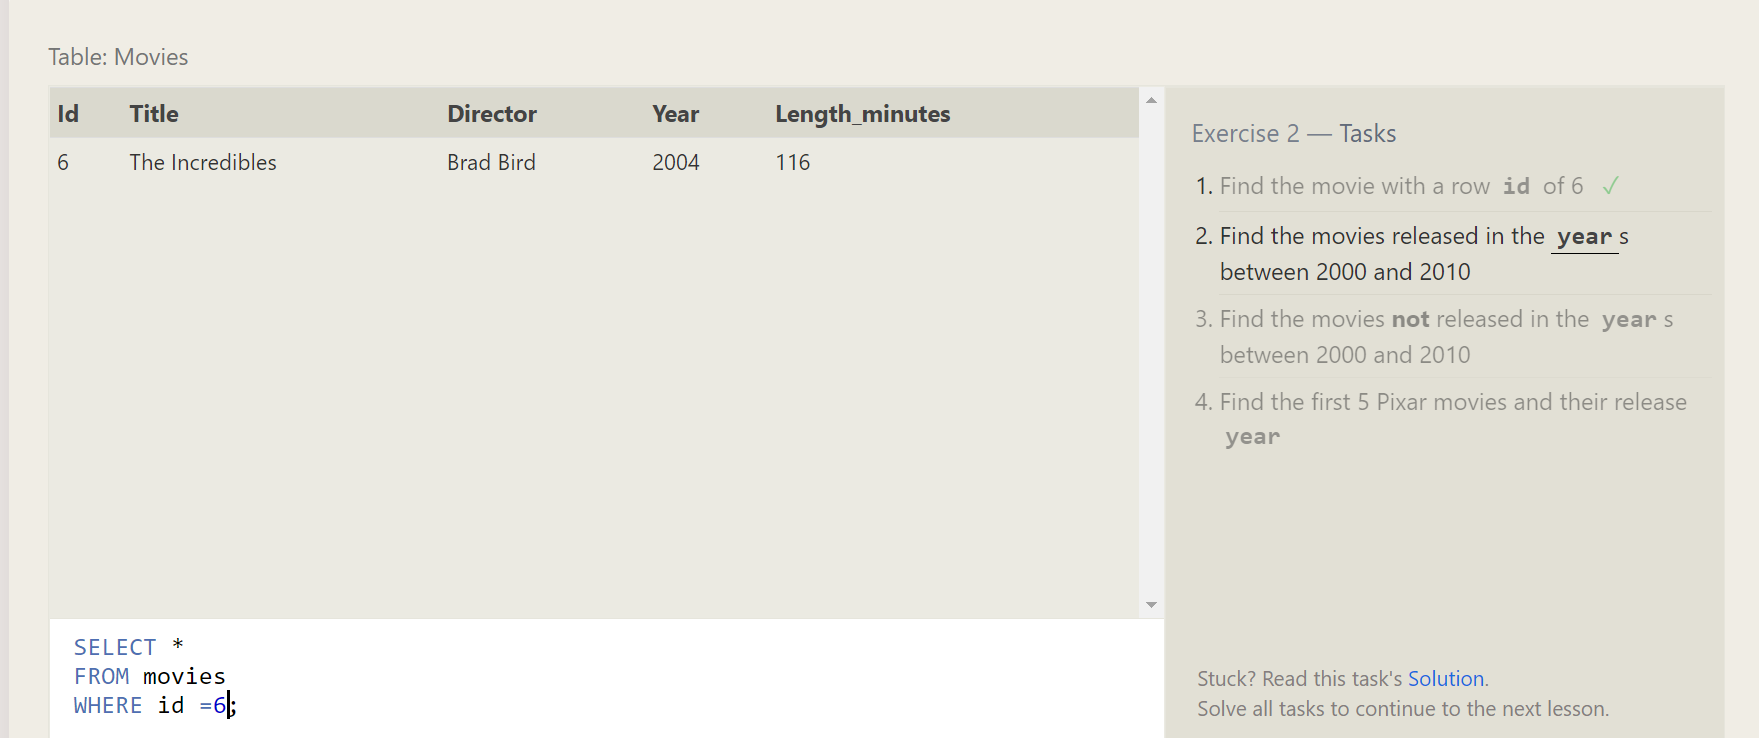 Table: Movies
Id Title Director Year Length_minutes
6 The Incredibles Brad Bird 2004 116
SELECT *
FROM movies
WHERE id =6;
Exercise 2 — Tasks
1. Find the movie with a row id of 6 ✓
2. Find the movies released in the year s
between 2000 and 2010
3. Find the movies not released in the year s
between 2000 and 2010
4. Find the first 5 Pixar movies and their release
year
Stuck? Read this task's Solution.
Solve all tasks to continue to the next lesson.